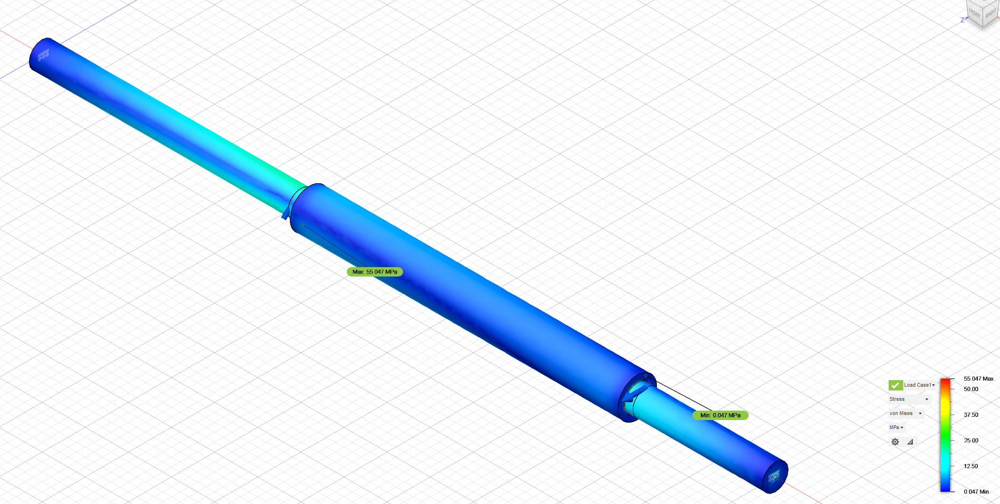 FRONT
RIGHT
Z
Max: 55.047 MPa
Min: 0.047 MPa
Load Case1
Stress
von Mises
MPa
55.047 Max.
50.00
37.50
25.00
12.50
0.047 Min.